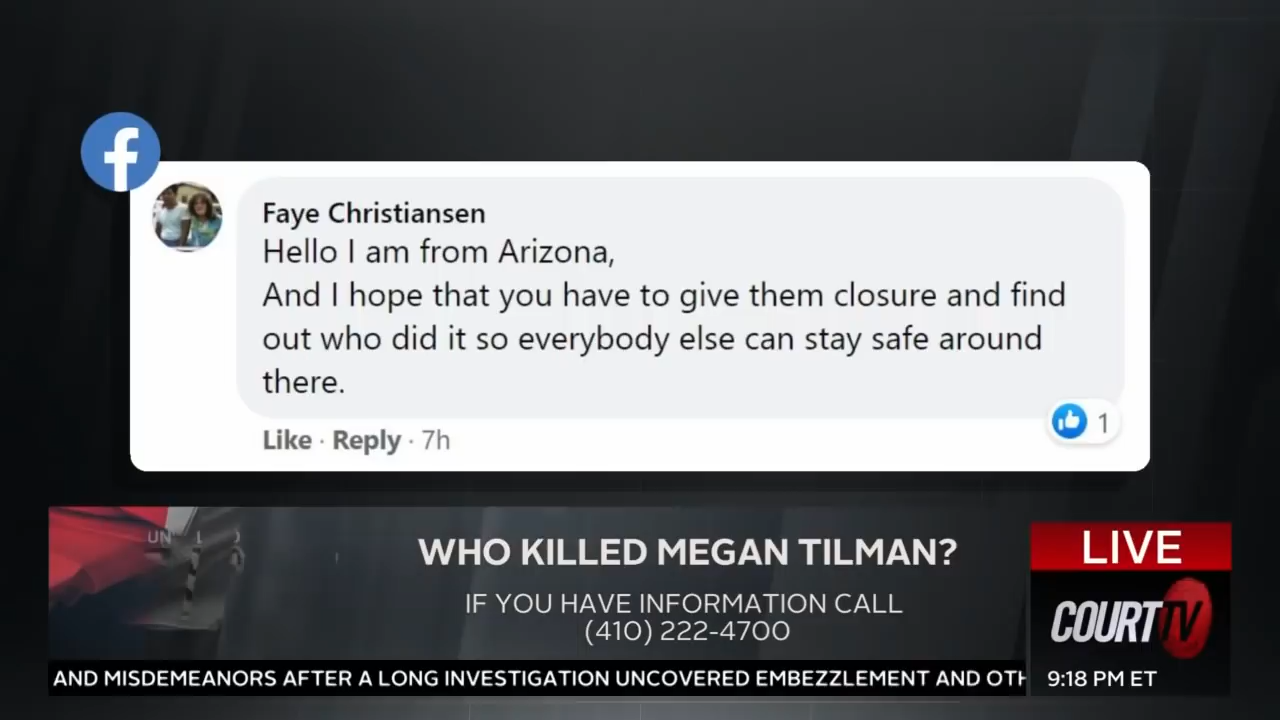 f
Faye Christiansen
Hello I am from Arizona,
And I hope that you have to give them closure and find
out who did it so everybody else can stay safe around
there.
1
Like · Reply · 7h
WHO KILLED MEGAN TILMAN?
IF YOU HAVE INFORMATION CALL
(410) 222-4700
LIVE
COURT TV
AND MISDEMEANORS AFTER A LONG INVESTIGATION UNCOVERED EMBEZZLEMENT AND OTH
9:18 PM ET